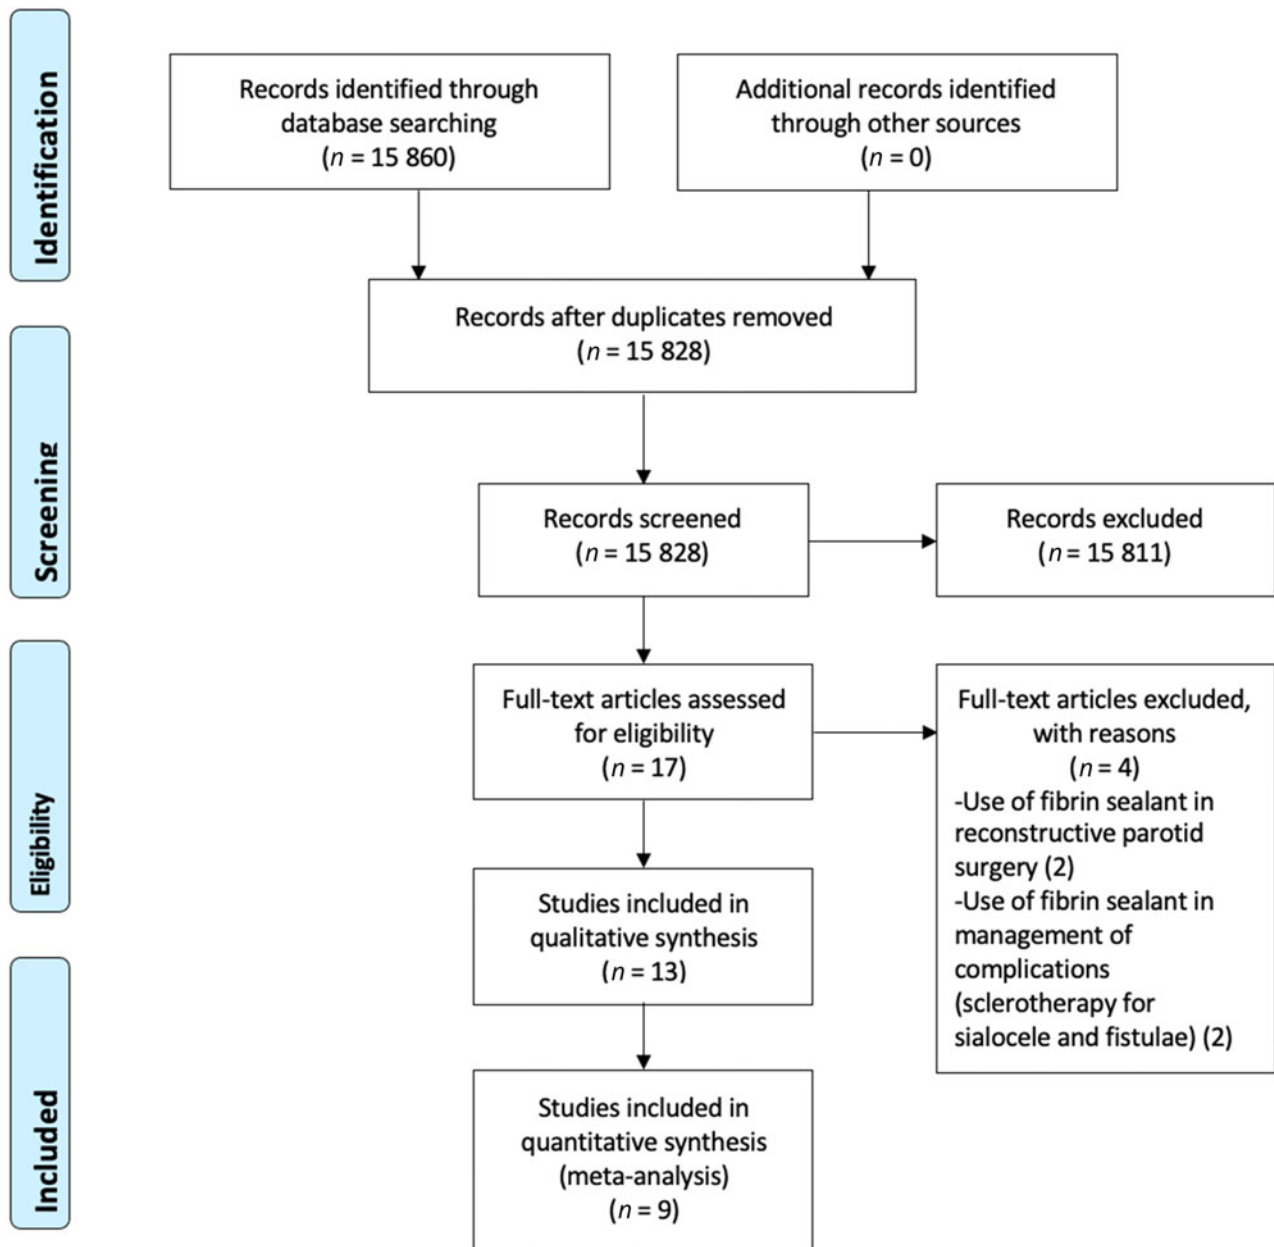 Identification
Records identified through
database searching
(n = 15 860)
Additional records identified
through other sources
(n = 0)
Records after duplicates removed
(n = 15 828)
Screening
Records screened
(n = 15 828)
Records excluded
(n = 15 811)
Eligibility
Full-text articles assessed
for eligibility
(n = 17)
Full-text articles excluded,
with reasons
(n = 4)
-Use of fibrin sealant in
reconstructive parotid
surgery (2)
-Use of fibrin sealant in
management of
complications
(sclerotherapy for
sialocele and fistulae) (2)
Studies included in
qualitative synthesis
(n = 13)
Included
Studies included in
quantitative synthesis
(meta-analysis)
(n = 9)